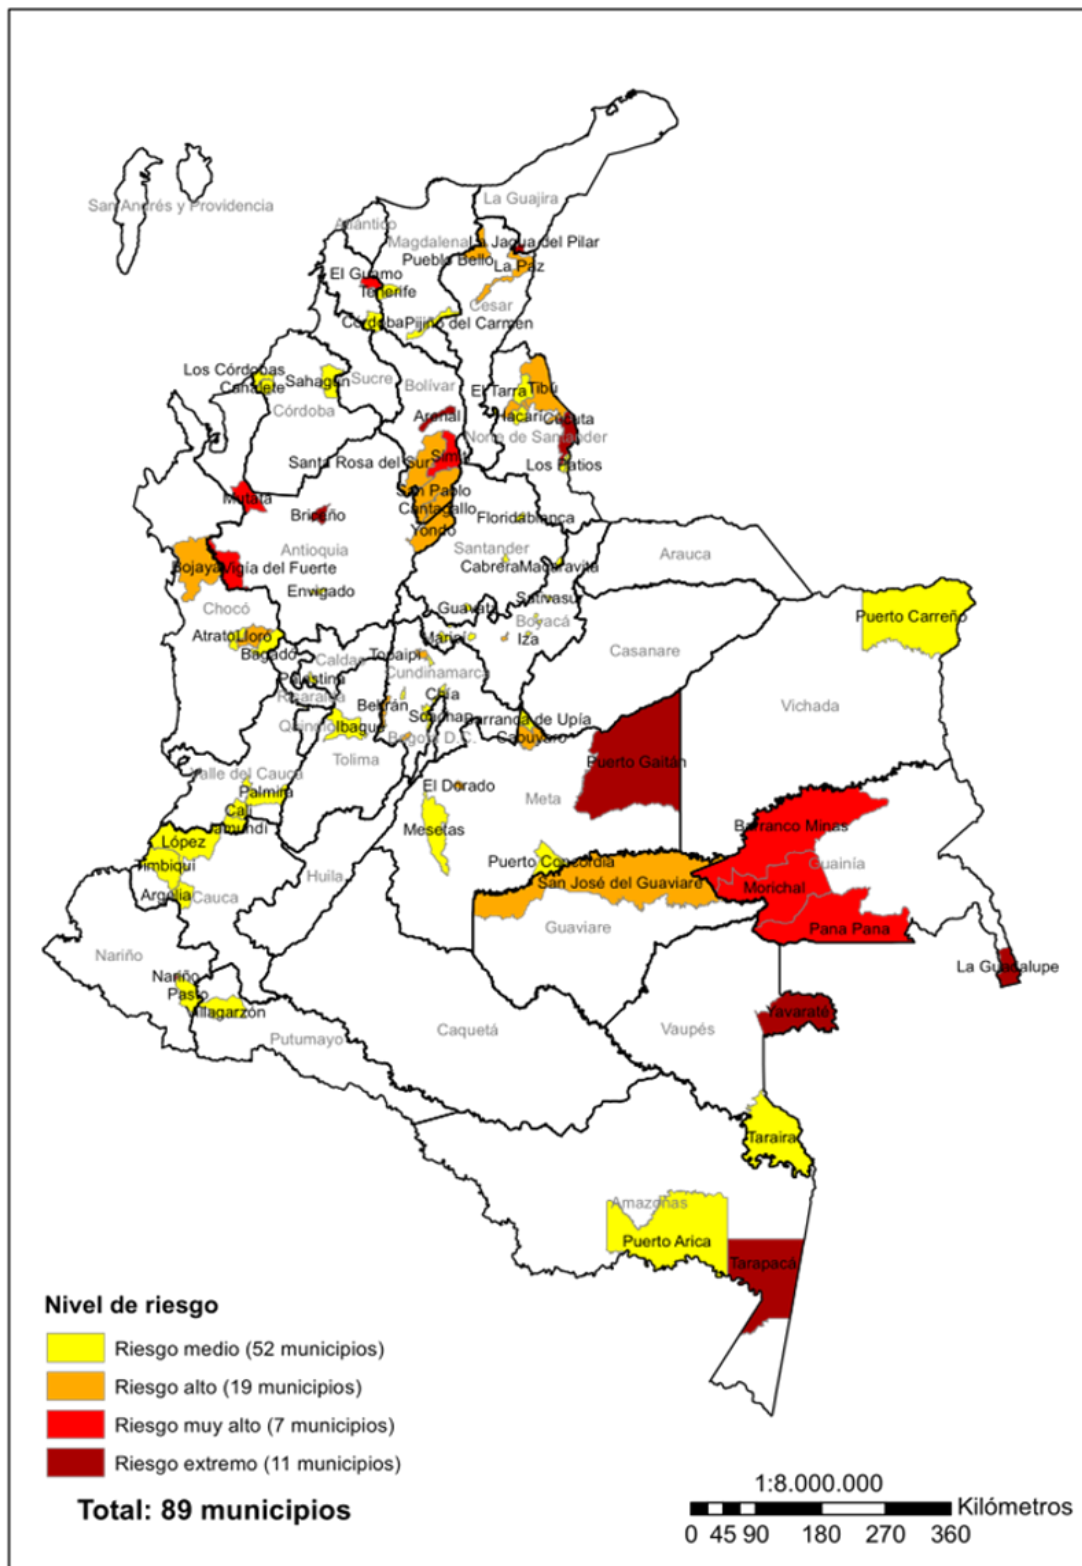 La Guajira
San Andrés y Providencia
Atlántico
Magdalena
La Jagua del Pilar
Pueblo Bello
La Paz
El Guamo
Tenerife
Cesar
Córdoba
Pijiño del Carmen
Los Córdobas
Canalete
Sahagún
Sucre
Bolívar
El Tarra
Tibú
Córdoba
Arenal
Hacarí
Cúcuta
Norte de Santander
Santa Rosa del Sur
Simití
Los Patios
Mutatá
San Pablo
Briceño
Cantagallo
Floridablanca
Yondó
Antioquia
Santander
Arauca
Bojaya
Vigía del Fuerte
Cabrera
Macaravita
Envigado
Sativasur
Chocó
Guavatá
Boyacá
Puerto Carreño
Atrato
Lloró
Maripí
Iza
Bagadó
Topaipi
Caldas
Casanare
Palestina
Cundinamarca
Risaralda
Chía
Vichada
Beltrán
Soacha
Barranca de Upía
Quindío
Ibagué
Bogotá D.C.
Cabuyaro
Tolima
Puerto Gaitán
Valle del Cauca
El Dorado
Palmira
Meta
Cali
Jamundí
Mesetas
Barranco Minas
López
Timbiquí
Puerto Concordia
Guainía
Huila
San José del Guaviare
Morichal
Argelia
Cauca
Guaviare
Pana Pana
Nariño
La Guadalupe
Nariño
Pasto
Villagarzón
Yavaraté
Caquetá
Vaupés
Putumayo
Taraira
Amazonas
Puerto Arica
Tarapacá
Nivel de riesgo
Riesgo medio (52 municipios)
Riesgo alto (19 municipios)
Riesgo muy alto (7 municipios)
Riesgo extremo (11 municipios)
Total: 89 municipios
1:8.000.000
Kilómetros
0 45 90 180 270 360